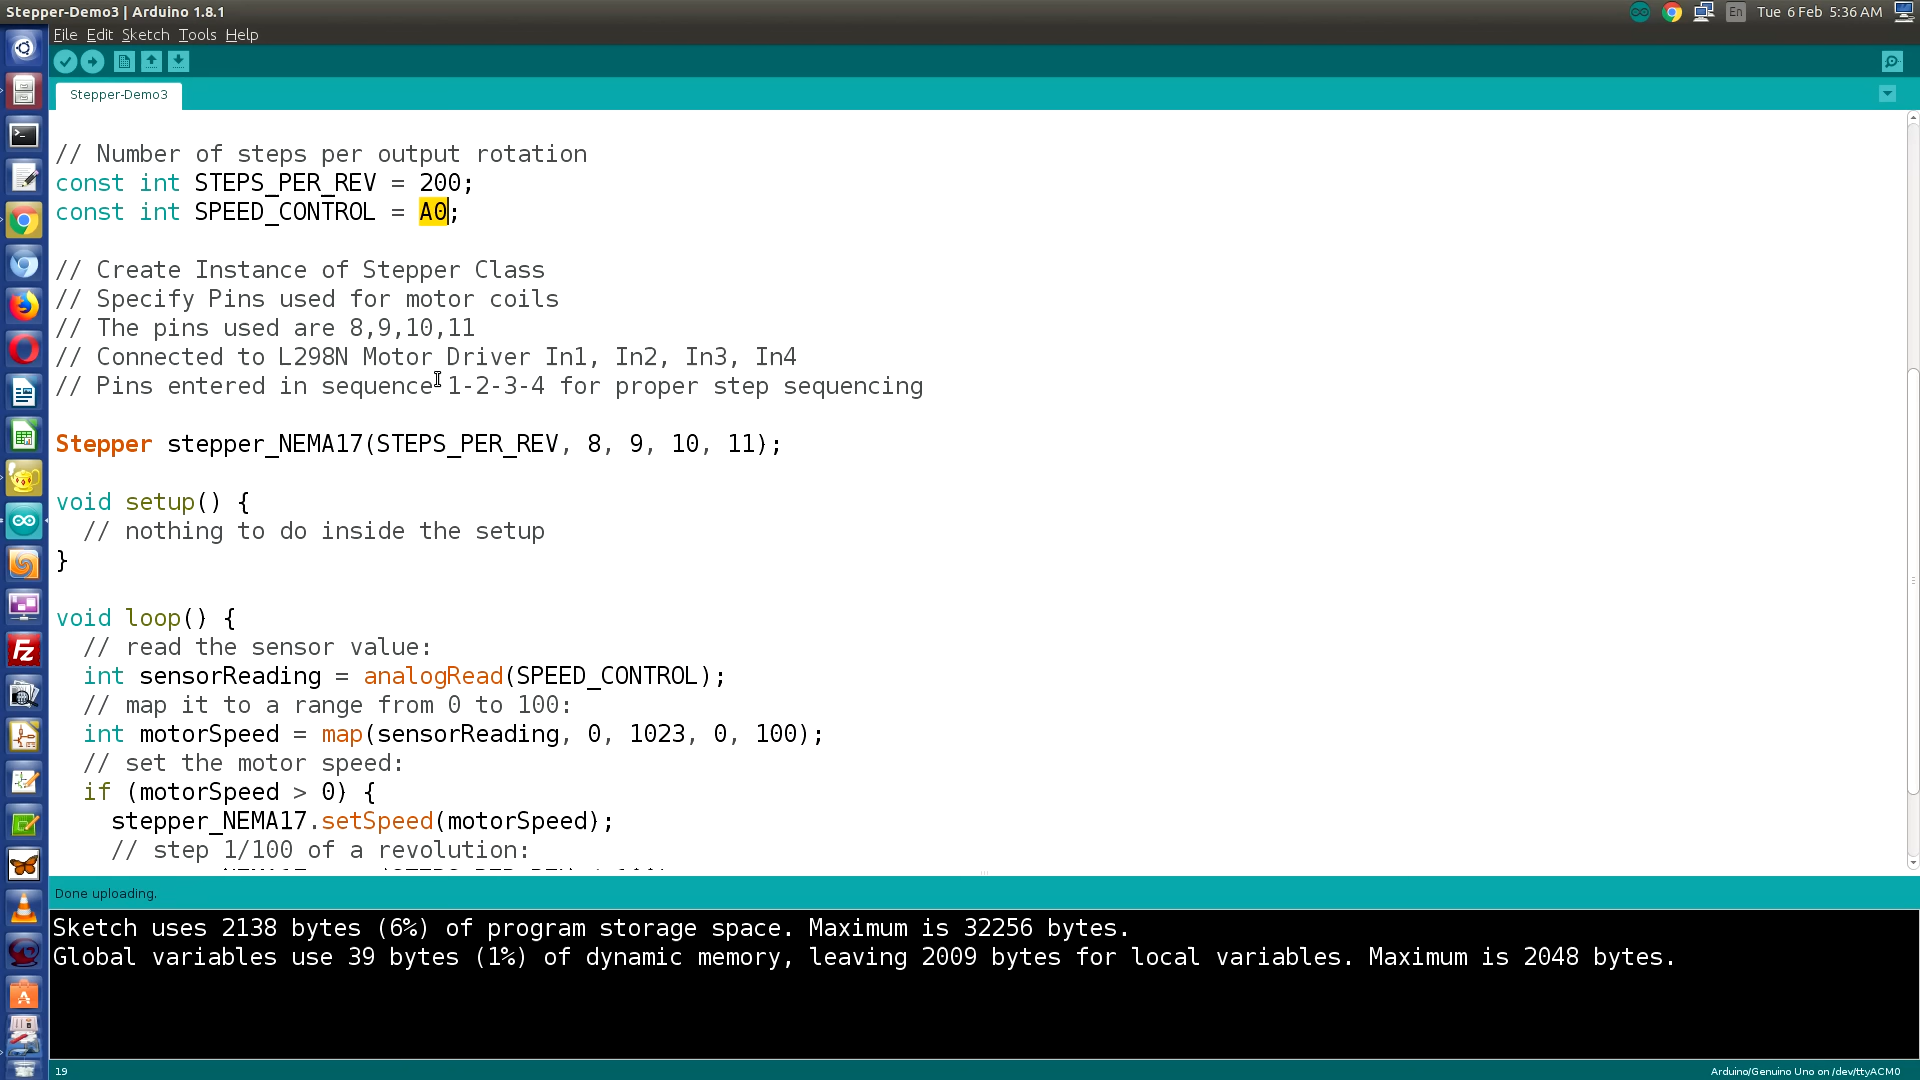 Stepper-Demo3 | Arduino 1.8.1
En
Tue 6 Feb 5:36 AM
File Edit Sketch Tools Help
Stepper-Demo3
// Number of steps per output rotation
const int STEPS_PER_REV = 200;
const int SPEED_CONTROL = A0;
// Create Instance of Stepper Class
// Specify Pins used for motor coils
// The pins used are 8,9,10,11
// Connected to L298N Motor Driver In1, In2, In3, In4
// Pins entered in sequence 1-2-3-4 for proper step sequencing
Stepper stepper_NEMA17(STEPS_PER_REV, 8, 9, 10, 11);
void setup() {
  // nothing to do inside the setup
}
void loop() {
  // read the sensor value:
  int sensorReading = analogRead(SPEED_CONTROL);
  // map it to a range from 0 to 100:
  int motorSpeed = map(sensorReading, 0, 1023, 0, 100);
  // set the motor speed:
  if (motorSpeed > 0) {
    stepper_NEMA17.setSpeed(motorSpeed);
    // step 1/100 of a revolution:
Done uploading.
Sketch uses 2138 bytes (6%) of program storage space. Maximum is 32256 bytes.
Global variables use 39 bytes (1%) of dynamic memory, leaving 2009 bytes for local variables. Maximum is 2048 bytes.
19
Arduino/Genuino Uno on /dev/ttyACM0